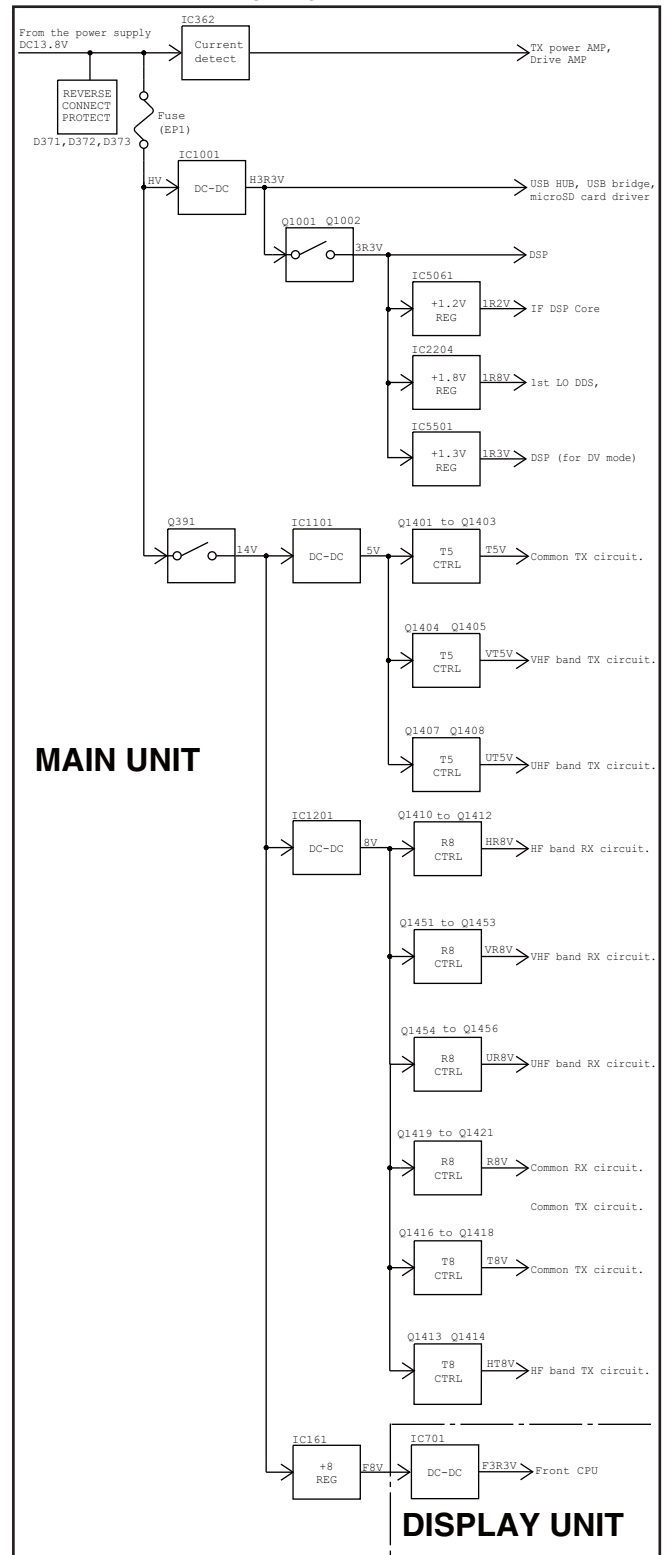 IC362
From the power supply
DC13.8V
Current
detect
TX power AMP,
Drive AMP
REVERSE
CONNECT
PROTECT
D371,D372,D373
Fuse
(EP1)
IC1001
HV
DC-DC
H3R3V
USB HUB, USB bridge,
microSD card driver
Q1001 Q1002
3R3V
DSP
IC5061
+1.2V
REG
1R2V
IF DSP Core
IC2204
+1.8V
REG
1R8V
1st LO DDS,
IC5501
+1.3V
REG
1R3V
DSP (for DV mode)
Q391
14V
IC1101
DC-DC
5V
Q1401 to Q1403
T5
CTRL
T5V
Common TX circuit.
Q1404 Q1405
T5
CTRL
VT5V
VHF band TX circuit.
Q1407 Q1408
T5
CTRL
UT5V
UHF band TX circuit.
MAIN UNIT
IC1201
DC-DC
8V
Q1410 to Q1412
R8
CTRL
HR8V
HF band RX circuit.
Q1451 to Q1453
R8
CTRL
VR8V
VHF band RX circuit.
Q1454 to Q1456
R8
CTRL
UR8V
UHF band RX circuit.
Q1419 to Q1421
R8
CTRL
R8V
Common RX circuit.
Common TX circuit.
Q1416 to Q1418
T8
CTRL
T8V
Common TX circuit.
Q1413 Q1414
T8
CTRL
HT8V
HF band TX circuit.
IC161
+8
REG
F8V
IC701
DC-DC
F3R3V
Front CPU
DISPLAY UNIT